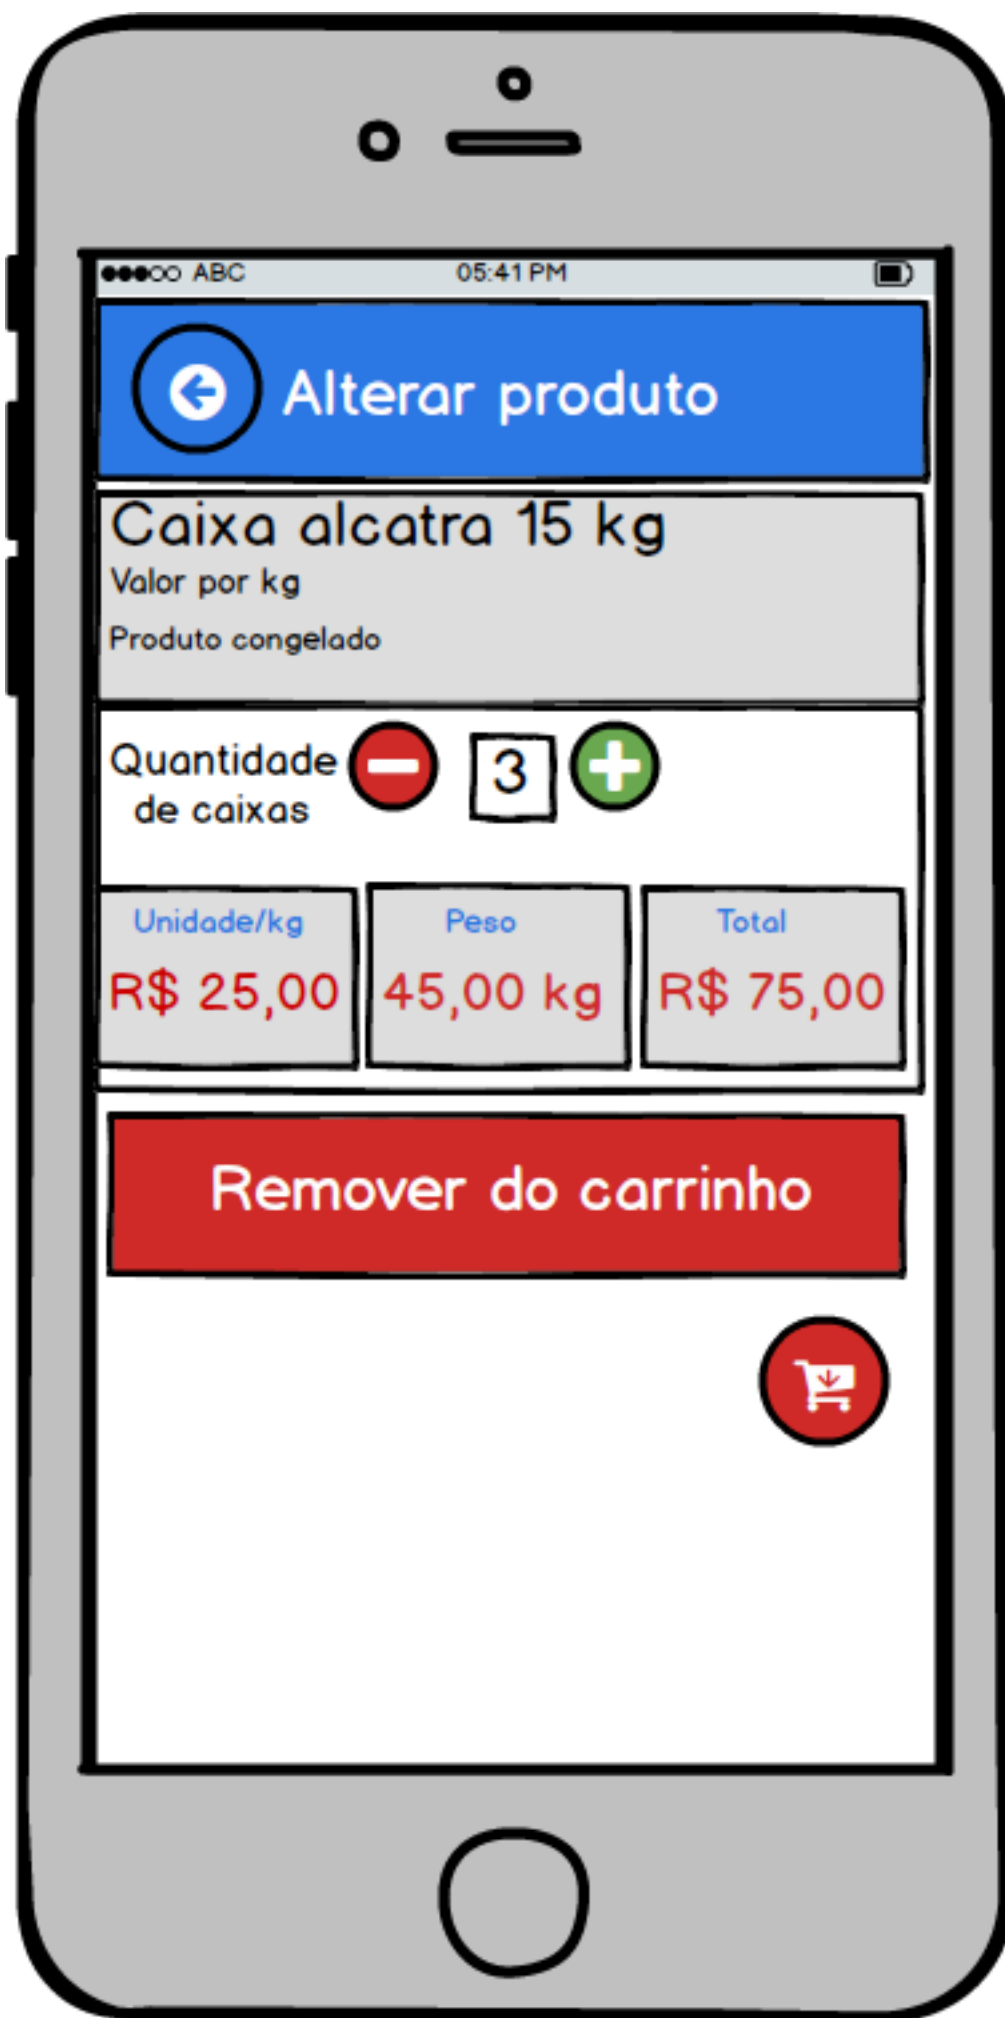 ABC 05:41 PM
Alterar produto
Caixa alcatra 15 kg
Valor por kg
Produto congelado
Quantidade
de caixas
3
Unidade/kg Peso Total
R$ 25,00 45,00 kg R$ 75,00
Remover do carrinho